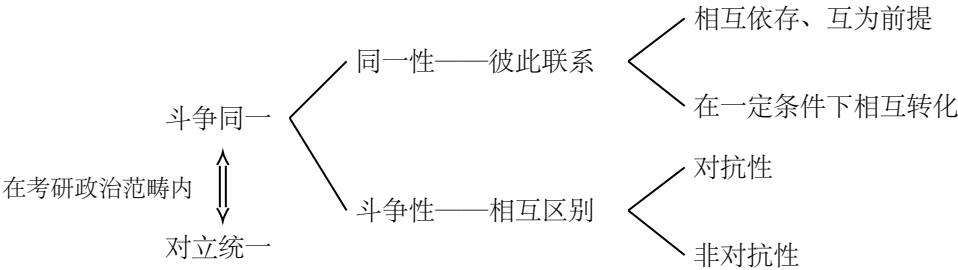 相互依存、互为前提
同一性——彼此联系
在一定条件下相互转化
斗争同一
对抗性
在考研政治范畴内
斗争性——相互区别
对立统一
非对抗性